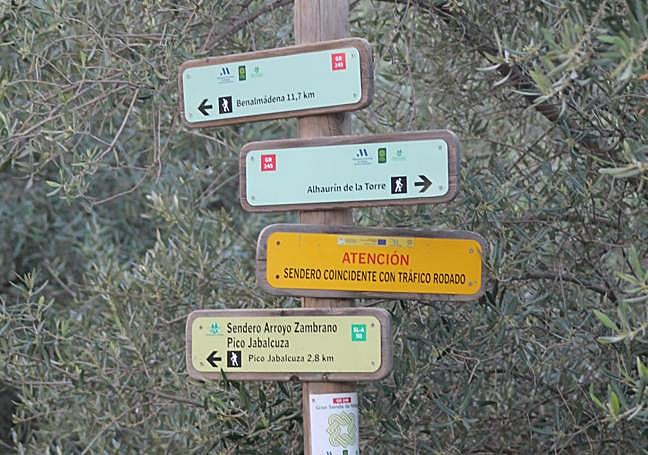 GR
249
Benalmádena 11,7 km
GR
249
Alhaurín de la Torre
ATENCIÓN
SENDERO COINCIDENTE CON TRÁFICO RODADO
Sendero Arroyo Zambrano
Pico Jabalcuza
SL-A
Pico Jabalcuza 2,8 km